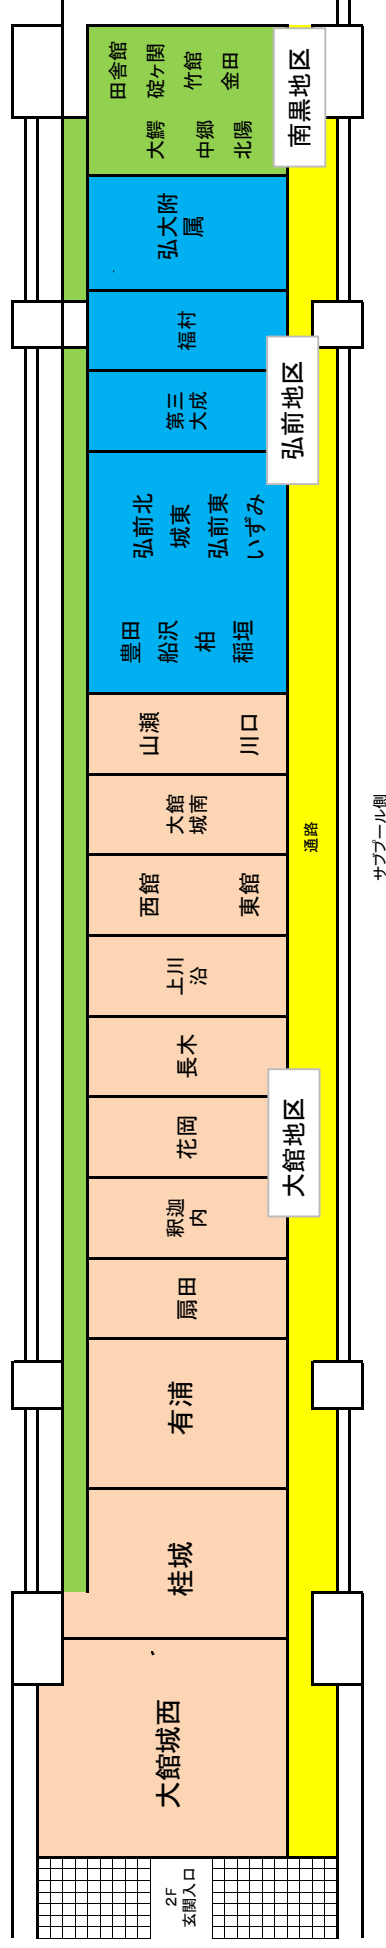 2F
玄関入口
大館城西
桂城
有浦
扇田
釈迦
内
花岡
長木
上川
沿
西館
東館
大館
城南
山瀬
川口
豊田
船沢
柏
稲垣
弘前北
城東
弘前東
いずみ
第三
大成
福村
弘大附
属
大鰐
中郷
北陽
田舎館
碇ヶ関
竹館
金田
大館地区
通路
弘前地区
南黒地区
サブプール側